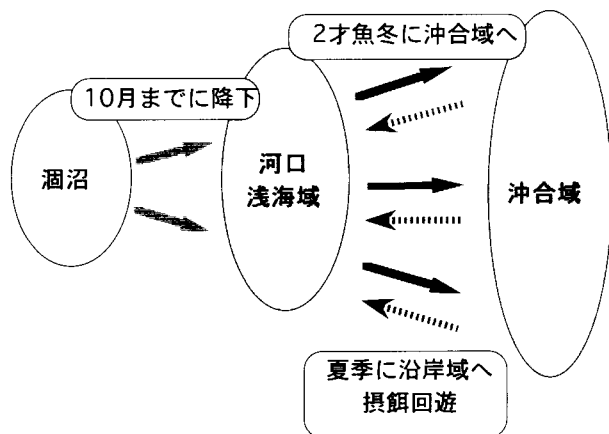 2才魚冬に沖合域へ
10月までに降下
涸沼
河口
浅海域
沖合域
夏季に沿岸域へ
摂餌回遊